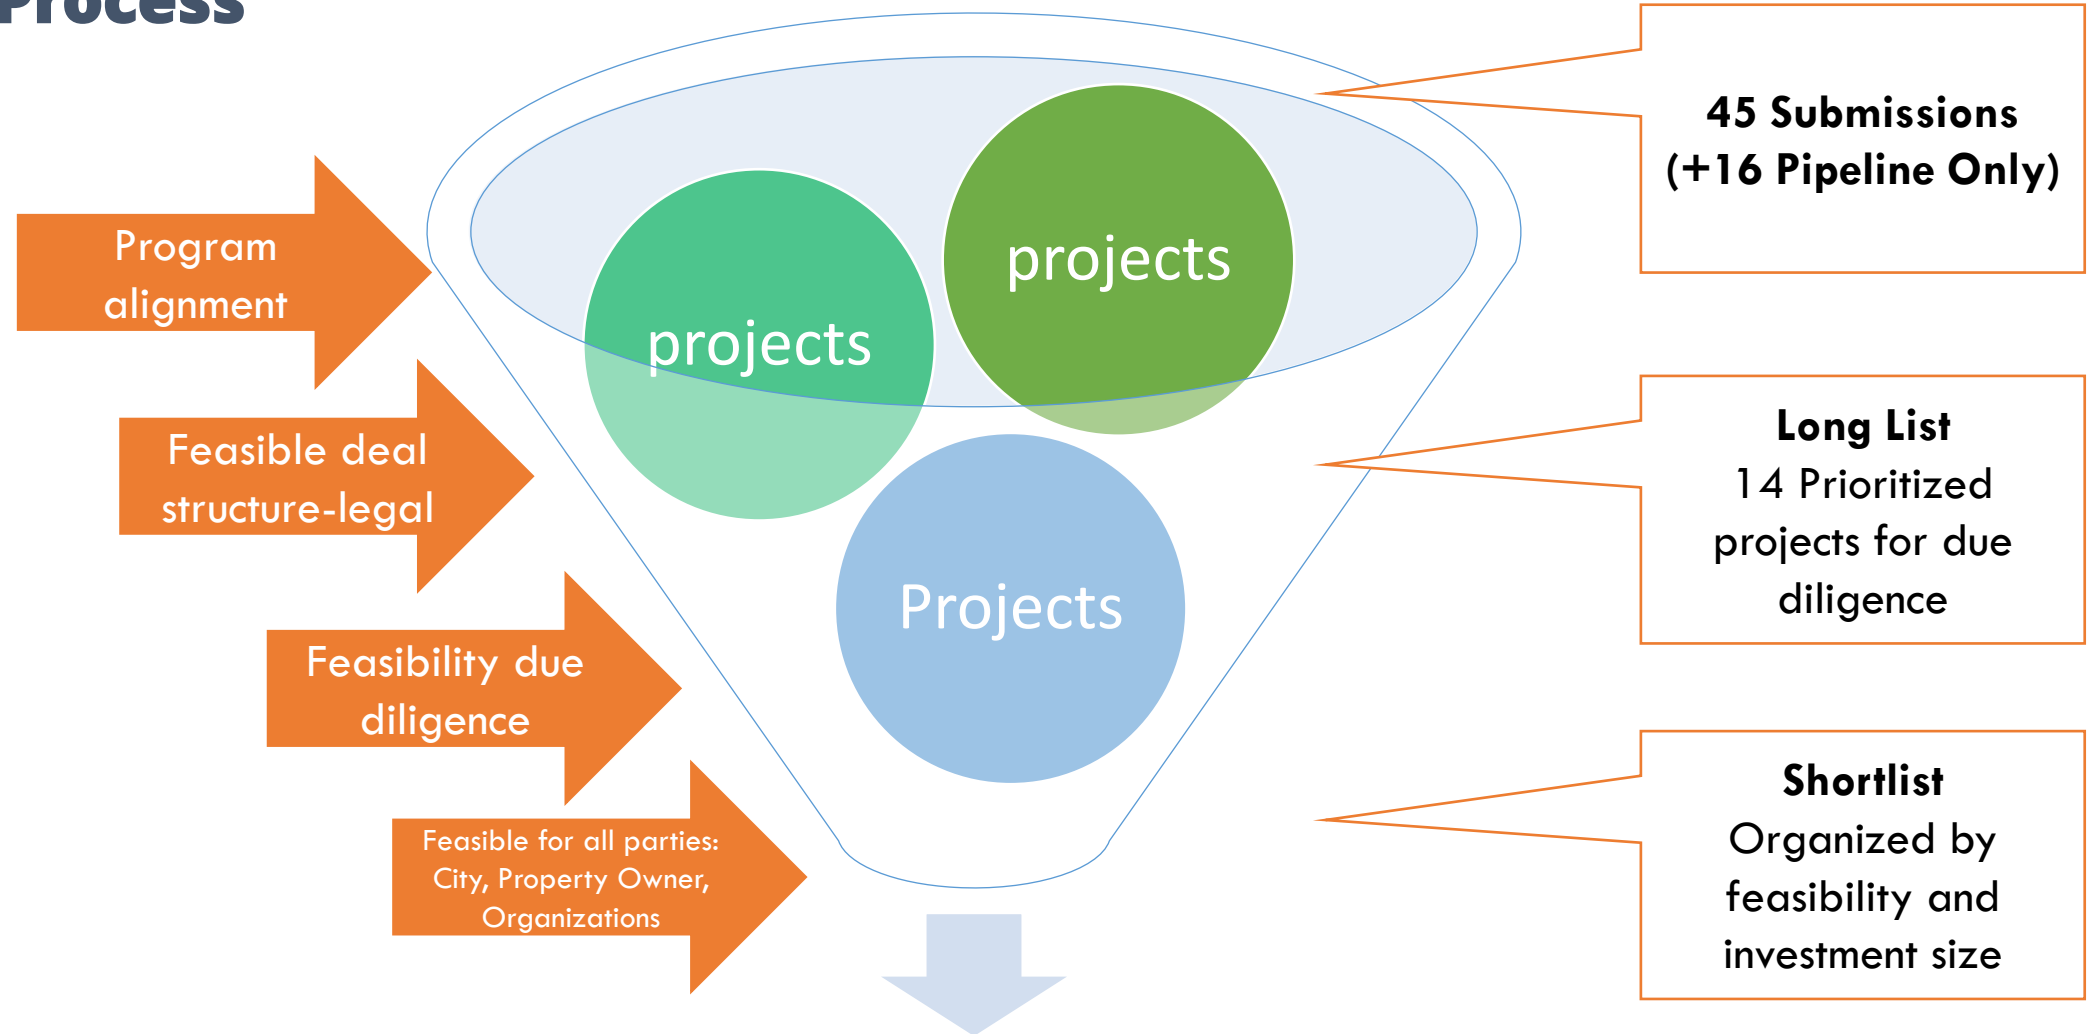 Process
45 Submissions
(+16 Pipeline Only)
Program
alignment
projects
projects
Feasible deal
structure-legal
Long List
14 Prioritized
projects for due
diligence
Projects
Feasibility due
diligence
Shortlist
Organized by
feasibility and
investment size
Feasible for all parties:
City, Property Owner,
Organizations